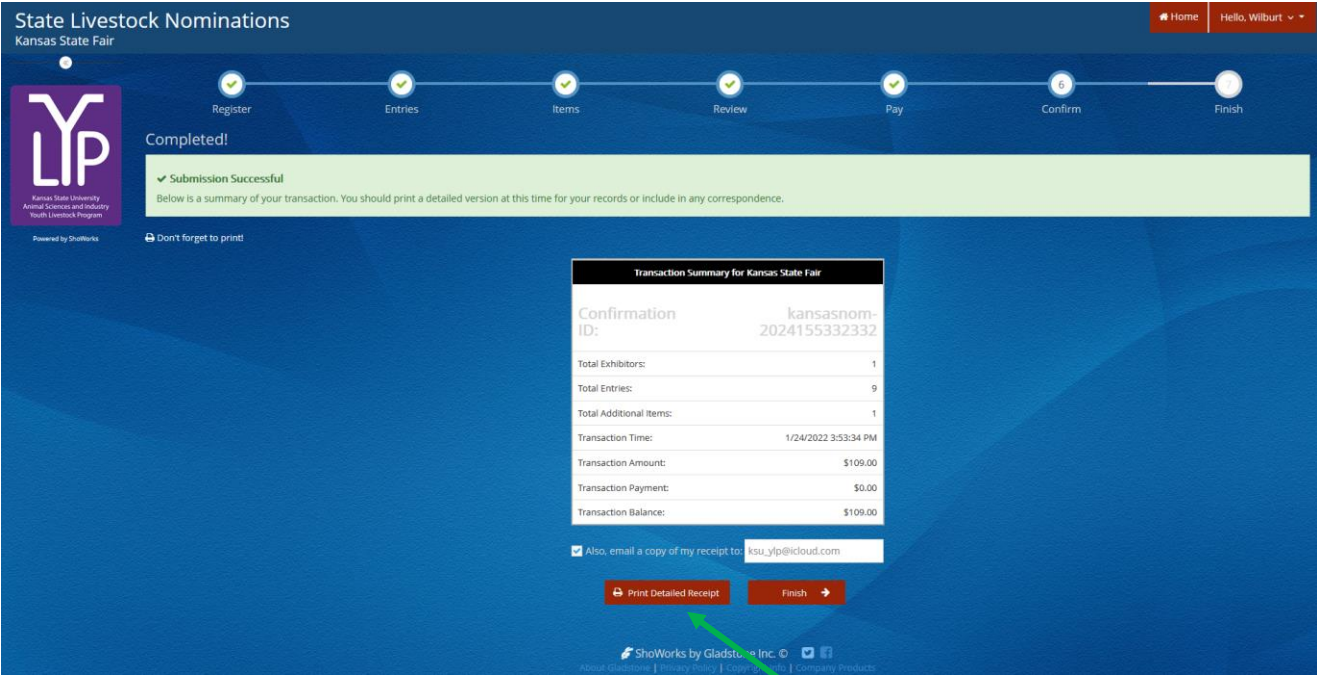 State Livestock Nominations
Kansas State Fair
Home
Hello, Wilburt
Register
Entries
Items
Review
Pay
6
Confirm
7
Finish
YLIP
Kansas State University
Animal Sciences and Industry
Youth Livestock Program
Powered by ShoWorks
Completed!
Submission Successful
Below is a summary of your transaction. You should print a detailed version at this time for your records or include in any correspondence.
Don't forget to print!
Transaction Summary for Kansas State Fair
Confirmation kansasnom-
ID: 2024155332332
Total Exhibitors: 1
Total Entries: 9
Total Additional Items: 1
Transaction Time: 1/24/2022 3:53:34 PM
Transaction Amount: $109.00
Transaction Payment: $0.00
Transaction Balance: $109.00
Also, email a copy of my receipt to: ksu_ylp@icloud.com
Print Detailed Receipt
Finish
ShoWorks by Gladstone Inc. ©
About Gladstone | Privacy Policy | Copyright Info | Company Products